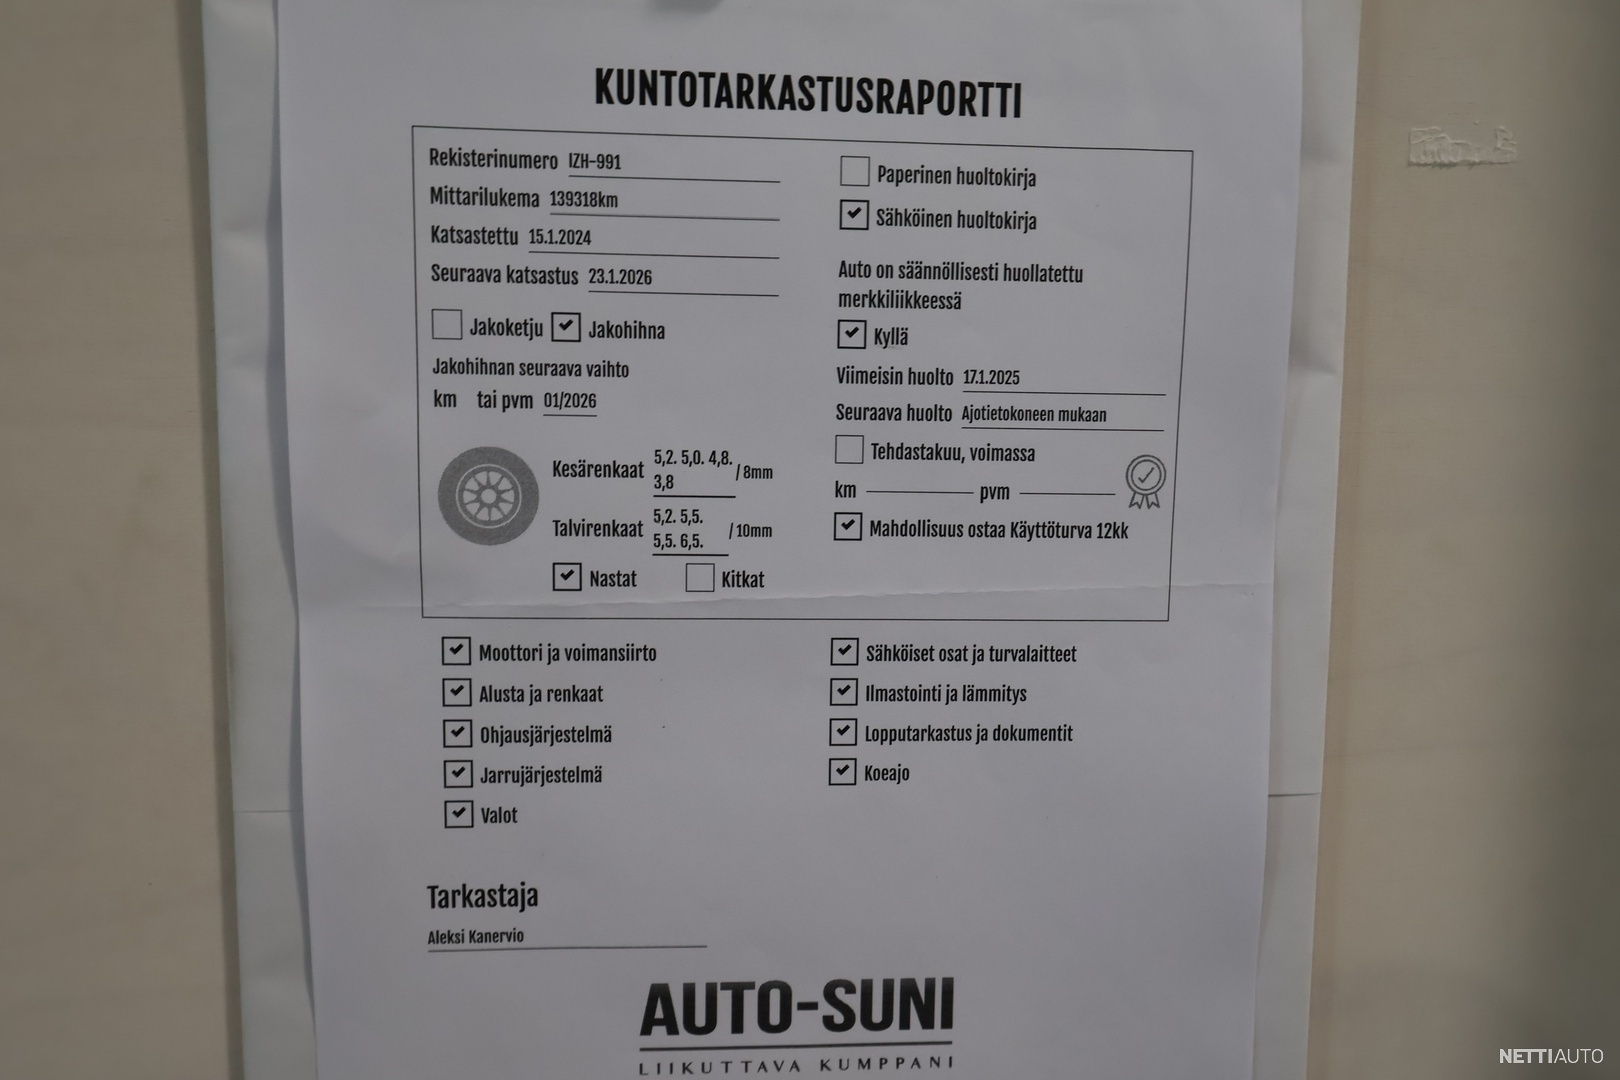 KUNTOTARKASTUSRAPORTTI
Rekisterinumero IZH-991
Mittarilukema 139318km
Katsastettu 15.1.2024
Seuraava katsastus 23.1.2026
Jakoketju Jakohihna
Jakohihnan seuraava vaihto
km tai pvm 01/2026
Kesärenkaat 5,2. 5,0. 4,8. 3,8 / 8mm
Talvirenkaat 5,2. 5,5. 5,5. 6,5. / 10mm
Nastat Kitkat
Paperinen huoltokirja
Sähköinen huoltokirja
Auto on säännöllisesti huollatettu
merkkiliikkeessä
Kyllä
Viimeisin huolto 17.1.2025
Seuraava huolto Ajotietokoneen mukaan
Tehdastakuu, voimassa
km pvm
Mahdollisuus ostaa Käyttöturva 12kk
Moottori ja voimansiirto
Alusta ja renkaat
Ohjausjärjestelmä
Jarrujärjestelmä
Valot
Sähköiset osat ja turvalaitteet
Ilmastointi ja lämmitys
Lopputarkastus ja dokumentit
Koeajo
Tarkastaja
Aleksi Kanervio
AUTO-SUNI
LIIKUTTAVA KUMPPANI
NETTIAUTO